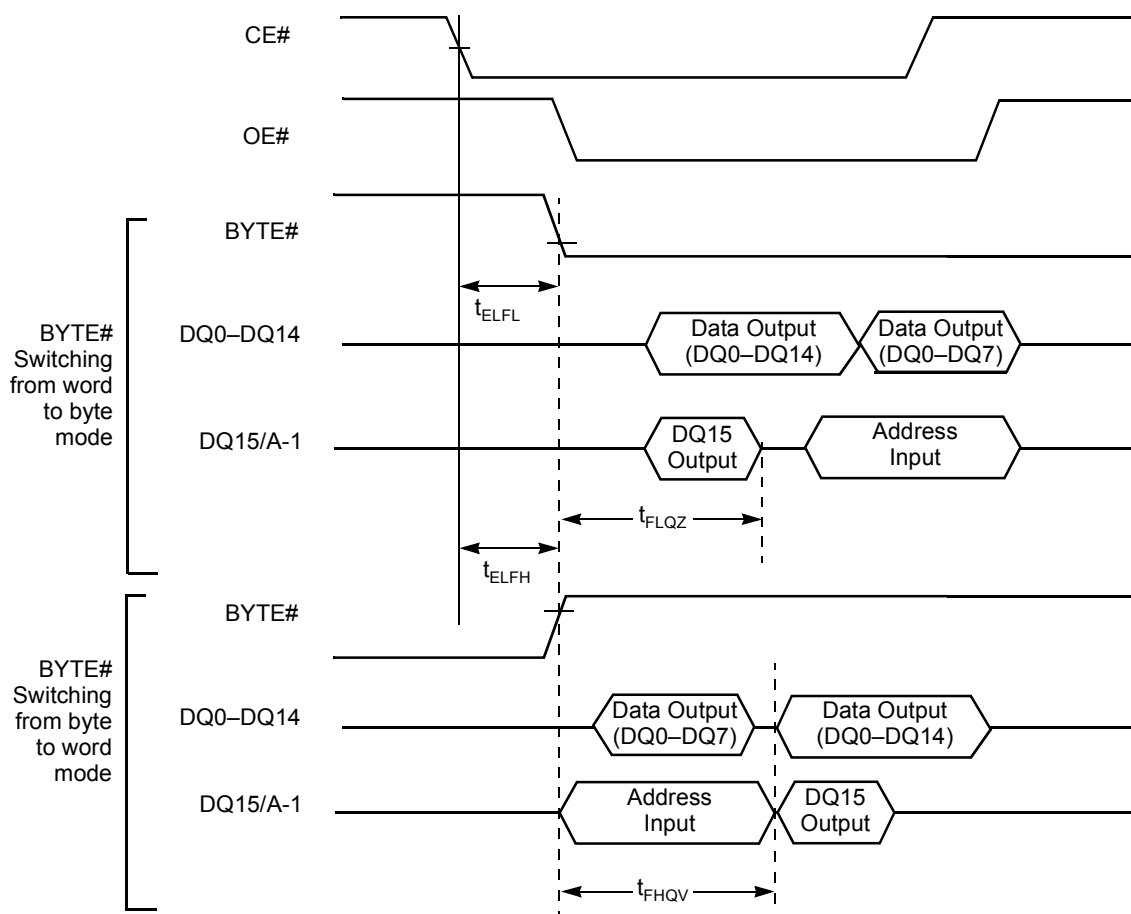 CE#
OE#
BYTE#
tELFL
BYTE#
Switching
from word
to byte
mode
DQ0–DQ14
Data Output
(DQ0–DQ14)
Data Output
(DQ0–DQ7)
DQ15/A-1
DQ15
Output
Address
Input
tFLQZ
tELFH
BYTE#
BYTE#
Switching
from byte
to word
mode
DQ0–DQ14
Data Output
(DQ0–DQ7)
Data Output
(DQ0–DQ14)
DQ15/A-1
Address
Input
DQ15
Output
tFHQV